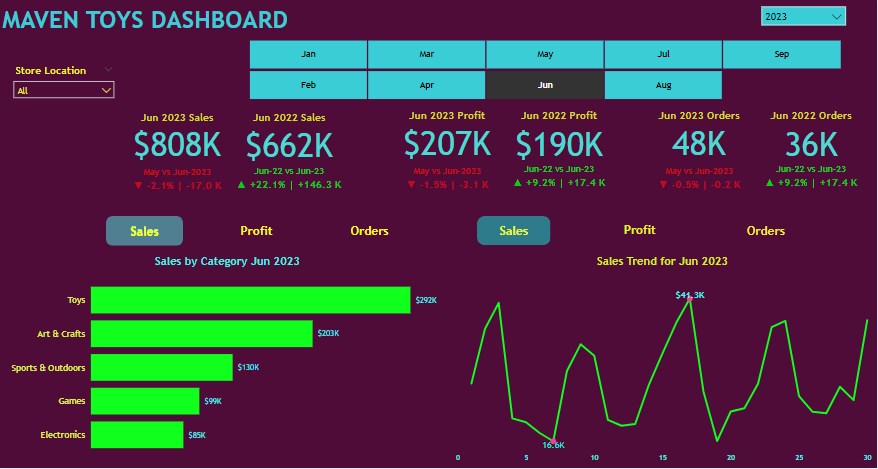 MAVEN TOYS DASHBOARD
2023
Jan Mar May Jul Sep
Store Location
All
Feb Apr Jun Aug
Jun 2023 Sales Jun 2022 Sales Jun 2023 Profit Jun 2022 Profit Jun 2023 Orders Jun 2022 Orders
$808K $662K $207K $190K 48K 36K
May vs Jun-2023 Jun-22 vs Jun-23 May vs Jun-2023 Jun-22 vs Jun-23 May vs Jun-2023 Jun-22 vs Jun-23
▼ -2.1% | -17.0 K ▲ +22.1% | +146.3 K ▼ -1.5% | -3.1 K ▲ +9.2% | +17.4 K ▼ -0.5% | -0.2 K ▲ +9.2% | +17.4 K
Sales Profit Orders
Sales by Category Jun 2023
Toys $292K
Art & Crafts $203K
Sports & Outdoors $130K
Games $99K
Electronics $85K
Sales Profit Orders
Sales Trend for Jun 2023
$41.3K
16.6K
0 5 10 15 20 25 30